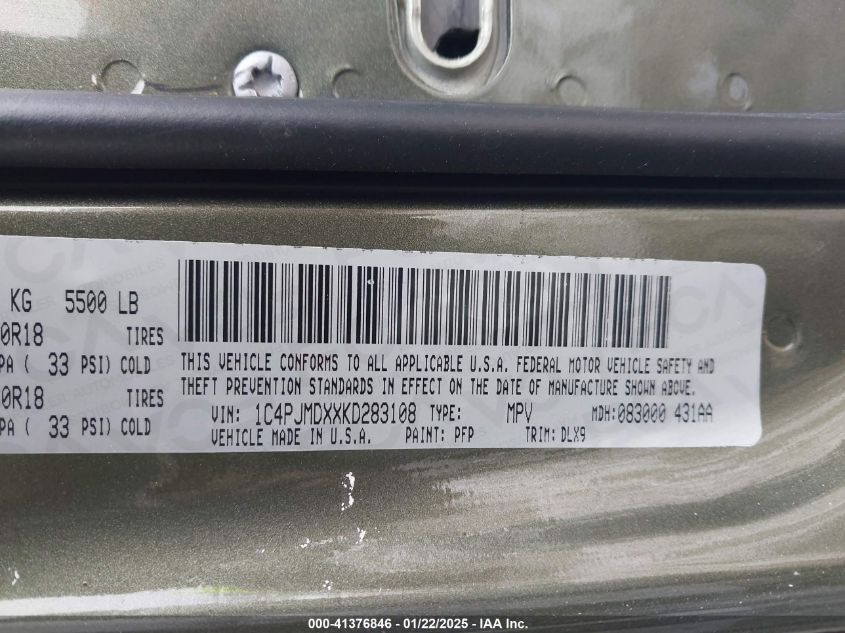 KG 5500 LB
0R18 TIRES
PA ( 33 PSI) COLD
0R18 TIRES
PA ( 33 PSI) COLD
THIS VEHICLE CONFORMS TO ALL APPLICABLE U.S.A. FEDERAL MOTOR VEHICLE SAFETY AND
THEFT PREVENTION STANDARDS IN EFFECT ON THE DATE OF MANUFACTURE SHOWN ABOVE.
VIN: 1C4PJMDXXKD283108 TYPE: MPV MDH:083000 431AA
VEHICLE MADE IN U.S.A. PAINT: PFP TRIM: DLX9
000-41376846 - 01/22/2025 - IAA Inc.